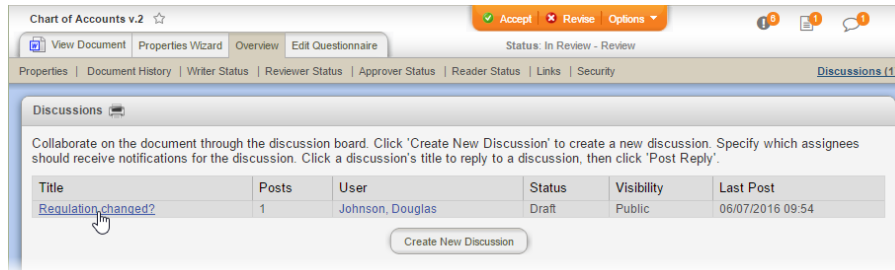 Chart of Accounts v.2
Accept Revise Options
6 1 1
View Document Properties Wizard Overview Edit Questionnaire Status: In Review - Review
Properties | Document History | Writer Status | Reviewer Status | Approver Status | Reader Status | Links | Security Discussions (1
Discussions
Collaborate on the document through the discussion board. Click 'Create New Discussion' to create a new discussion. Specify which assignees
should receive notifications for the discussion. Click a discussion's title to reply to a discussion, then click 'Post Reply'.
Title Posts User Status Visibility Last Post
Regulation changed? 1 Johnson, Douglas Draft Public 06/07/2016 09:54
Create New Discussion